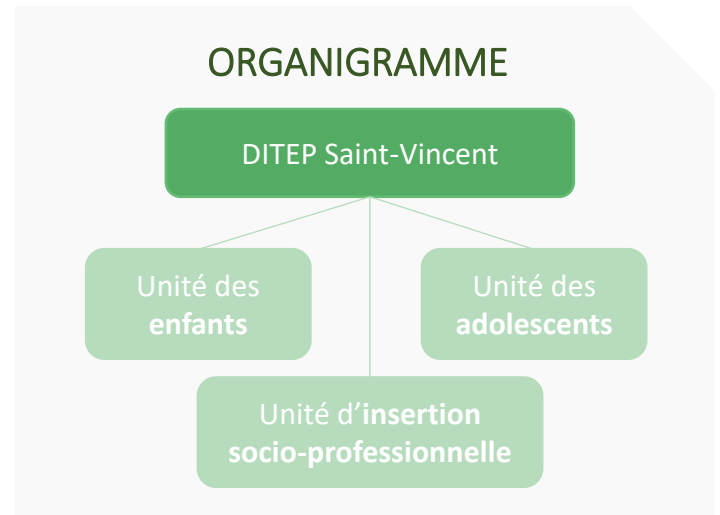 ORGANIGRAMME
DITEP Saint-Vincent
Unité des
enfants
Unité des
adolescents
Unité d’insertion
socio-professionnelle